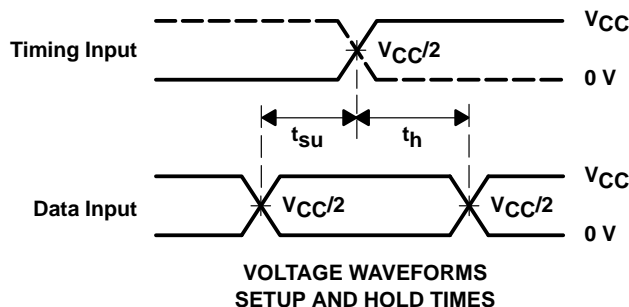 VCC
Timing Input
VCC/2
0 V
tsu
th
VCC
Data Input
VCC/2
VCC/2
0 V
VOLTAGE WAVEFORMS
SETUP AND HOLD TIMES